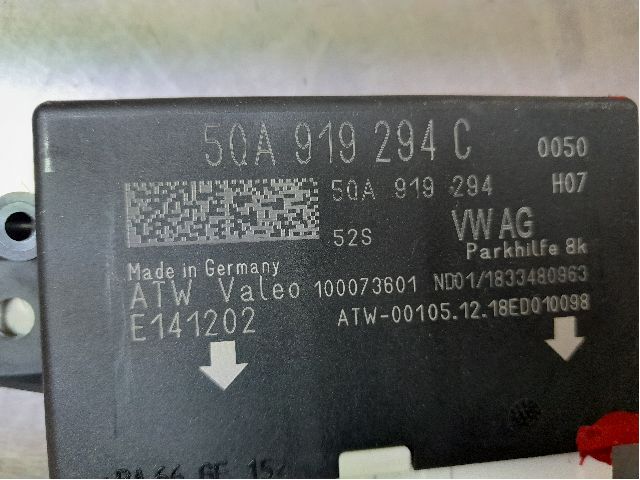 5QA 919 294 C 0050
5QA 919 294 H07
52S VW AG
Parkhilfe 8k
Made in Germany
ATW Valeo 100073601 ND01/1833480963
E141202 ATW-00105.12.18ED010098